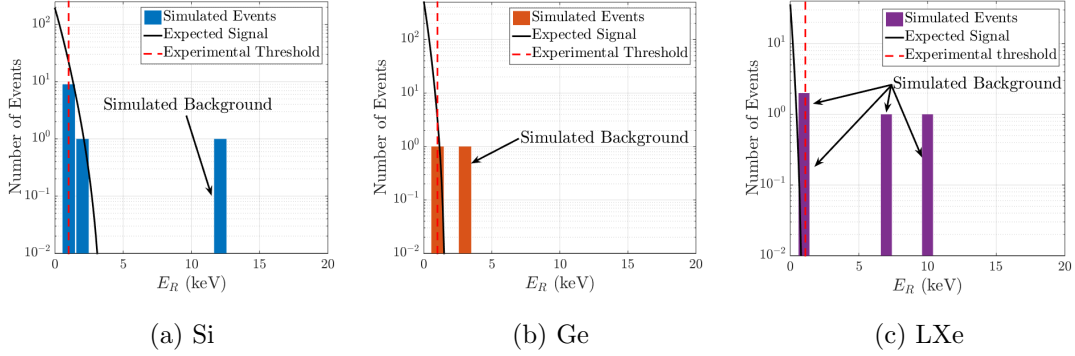 Simulated Events
Expected Signal
Experimental Threshold
Simulated Background
Number of Events
10^2
10^1
10^0
10^-1
10^-2
0
5
10
15
20
E_R (keV)
(a) Si
Simulated Events
Expected Signal
Experimental Threshold
Simulated Background
Number of Events
10^2
10^1
10^0
10^-1
10^-2
0
5
10
15
20
E_R (keV)
(b) Ge
Simulated Events
Expected Signal
Experimental threshold
Simulated Background
Number of Events
10^1
10^0
10^-1
10^-2
0
5
10
15
20
E_R (keV)
(c) LXe